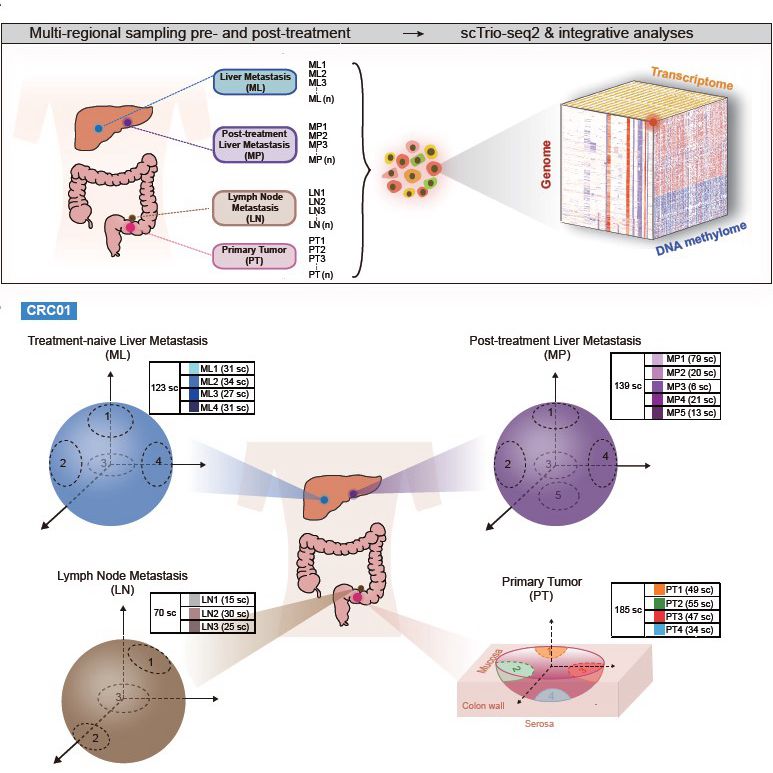 Multi-regional sampling pre- and post-treatment → scTrio-seq2 & integrative analyses
Liver Metastasis
(ML)
ML1
ML2
ML3
ML (n)
Post-treatment
Liver Metastasis
(MP)
MP1
MP2
MP3
MP (n)
Lymph Node
Metastasis
(LN)
LN1
LN2
LN3
LN (n)
Primary Tumor
(PT)
PT1
PT2
PT3
PT (n)
Transcriptome
Genome
DNA methylome
CRC01
Treatment-naive Liver Metastasis
(ML)
123 sc
ML1 (31 sc)
ML2 (34 sc)
ML3 (27 sc)
ML4 (31 sc)
1
2
3
4
Post-treatment Liver Metastasis
(MP)
139 sc
MP1 (79 sc)
MP2 (20 sc)
MP3 (6 sc)
MP4 (21 sc)
MP5 (13 sc)
1
2
3
4
5
Lymph Node Metastasis
(LN)
70 sc
LN1 (15 sc)
LN2 (30 sc)
LN3 (25 sc)
1
3
2
Primary Tumor
(PT)
185 sc
PT1 (49 sc)
PT2 (55 sc)
PT3 (47 sc)
PT4 (34 sc)
Mucosa
1
2
3
4
Colon wall
Serosa